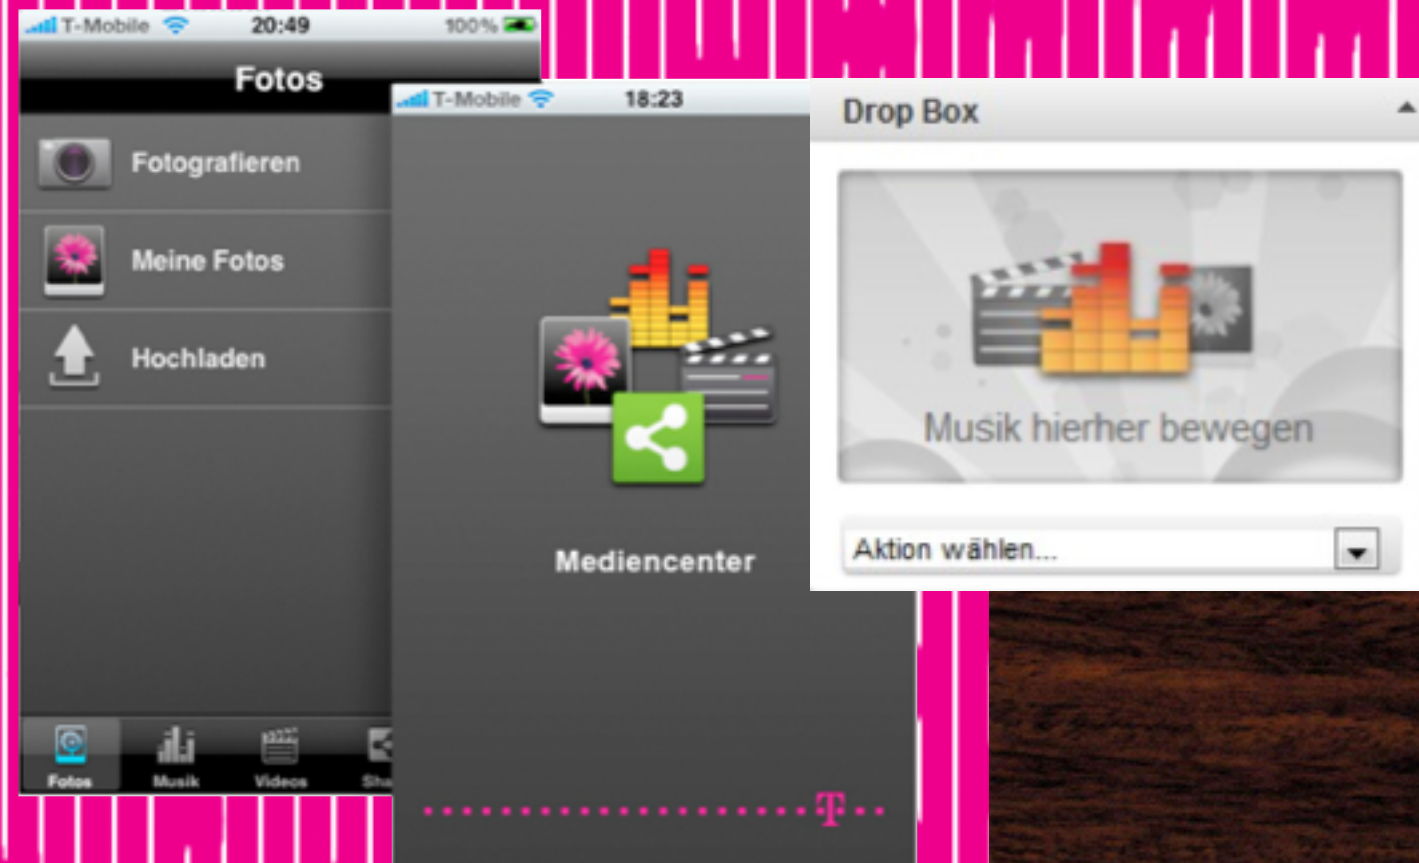 T-Mobile 20:49 100%
Fotos
Fotografieren
Meine Fotos
Hochladen
Fotos Musik Videos Sha
T-Mobile 18:23
Mediencenter
T
Drop Box
Musik hierher bewegen
Aktion wählen...